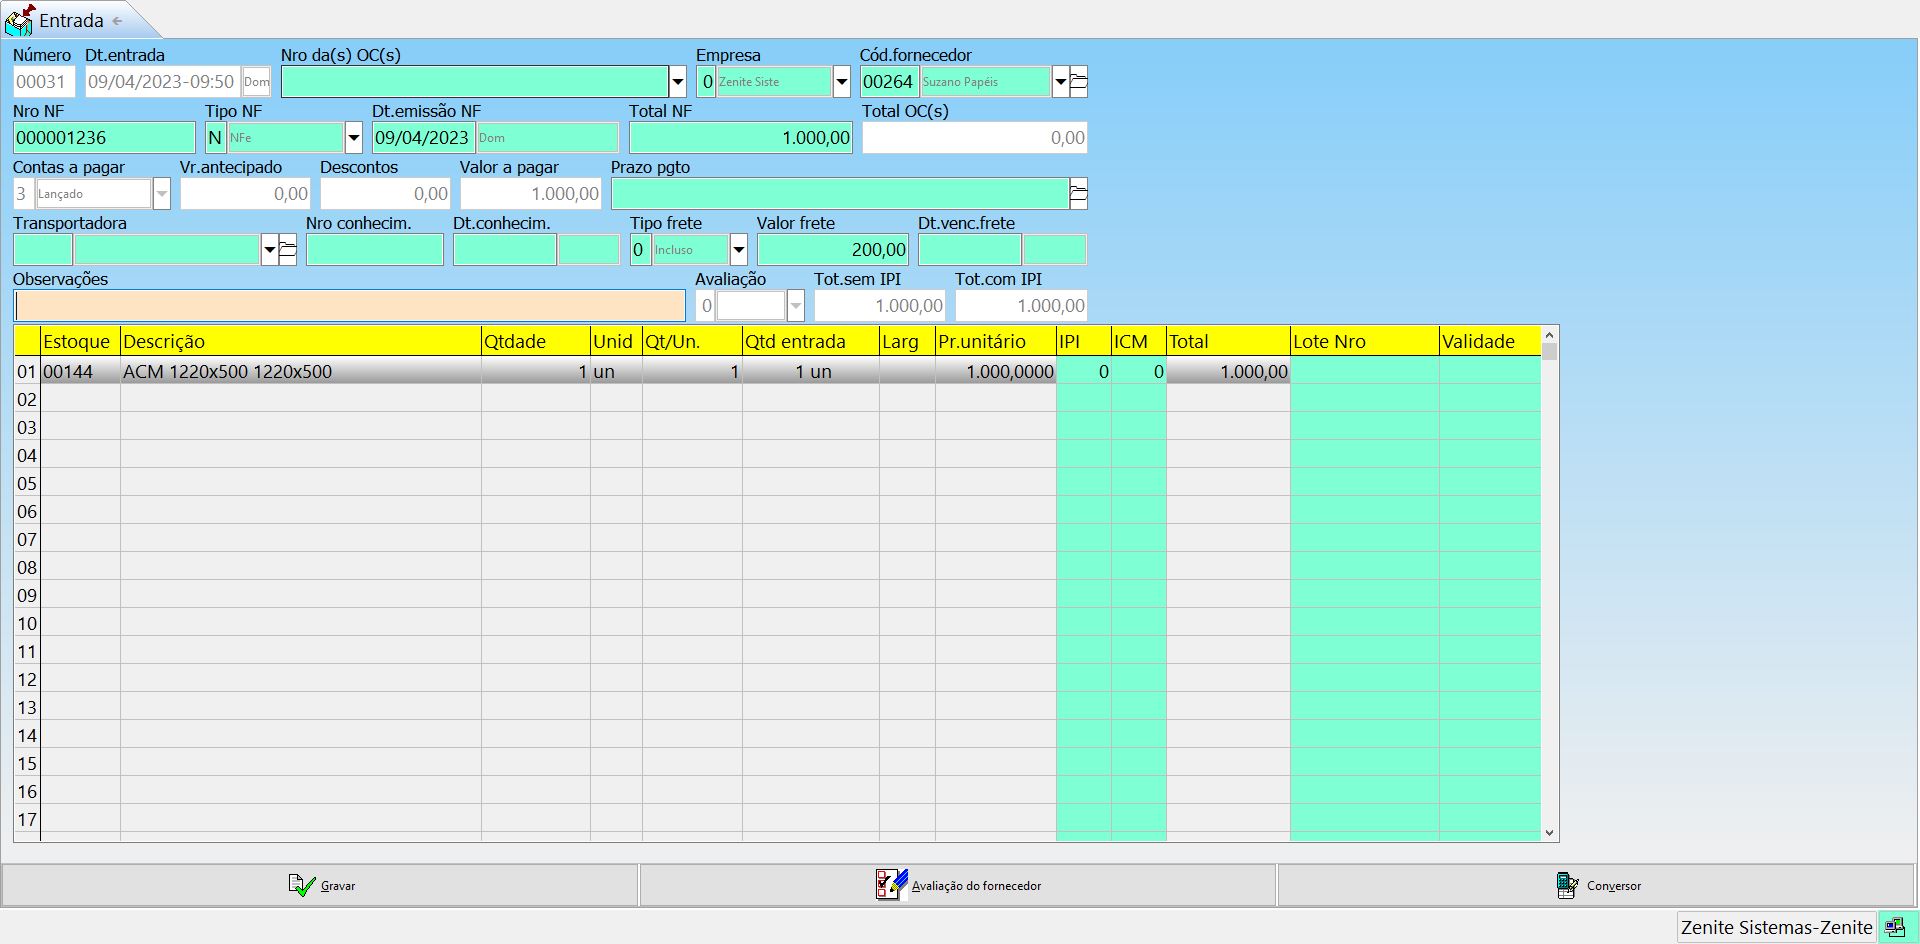 Entrada
Número Dt.entrada Nro da(s) OC(s) Empresa Cód.fornecedor
00031 09/04/2023-09:50 Dom 0 Zenite Siste 00264 Suzano Papéis
Nro NF Tipo NF Dt.emissão NF Total NF Total OC(s)
000001236 N NFe 09/04/2023 Dom 1.000,00 0,00
Contas a pagar Vr.antecipado Descontos Valor a pagar Prazo pgto
3 Lançado 0,00 0,00 1.000,00
Transportadora Nro conhecim. Dt.conhecim. Tipo frete Valor frete Dt.venc.frete
0 Incluso 200,00
Observações Avaliação Tot.sem IPI Tot.com IPI
0 1.000,00 1.000,00
Estoque Descrição Qtdade Unid Qt/Un. Qtd entrada Larg Pr.unitário IPI ICM Total Lote Nro Validade
01 00144 ACM 1220x500 1220x500 1 un 1 1 un 1.000,0000 0 0 1.000,00
02
03
04
05
06
07
08
09
10
11
12
13
14
15
16
17
Gravar Avaliação do fornecedor Conversor
Zenite Sistemas-Zenite